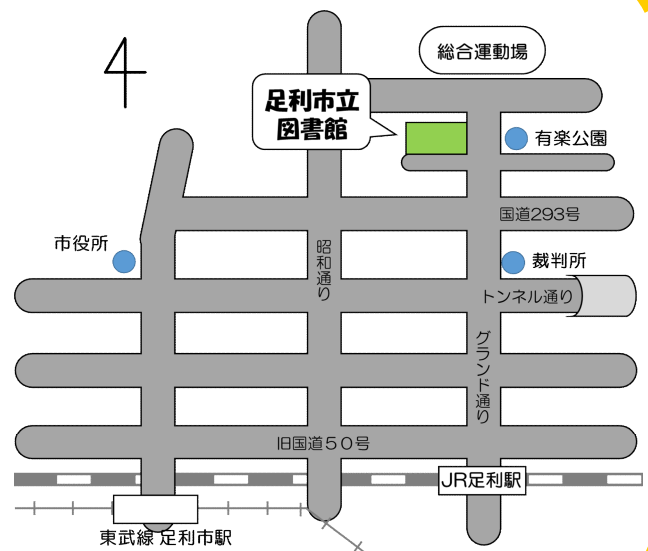 総合運動場
足利市立
図書館
有楽公園
国道293号
市役所
昭和通り
裁判所
トンネル通り
グランド通り
旧国道50号
JR足利駅
東武線 足利市駅